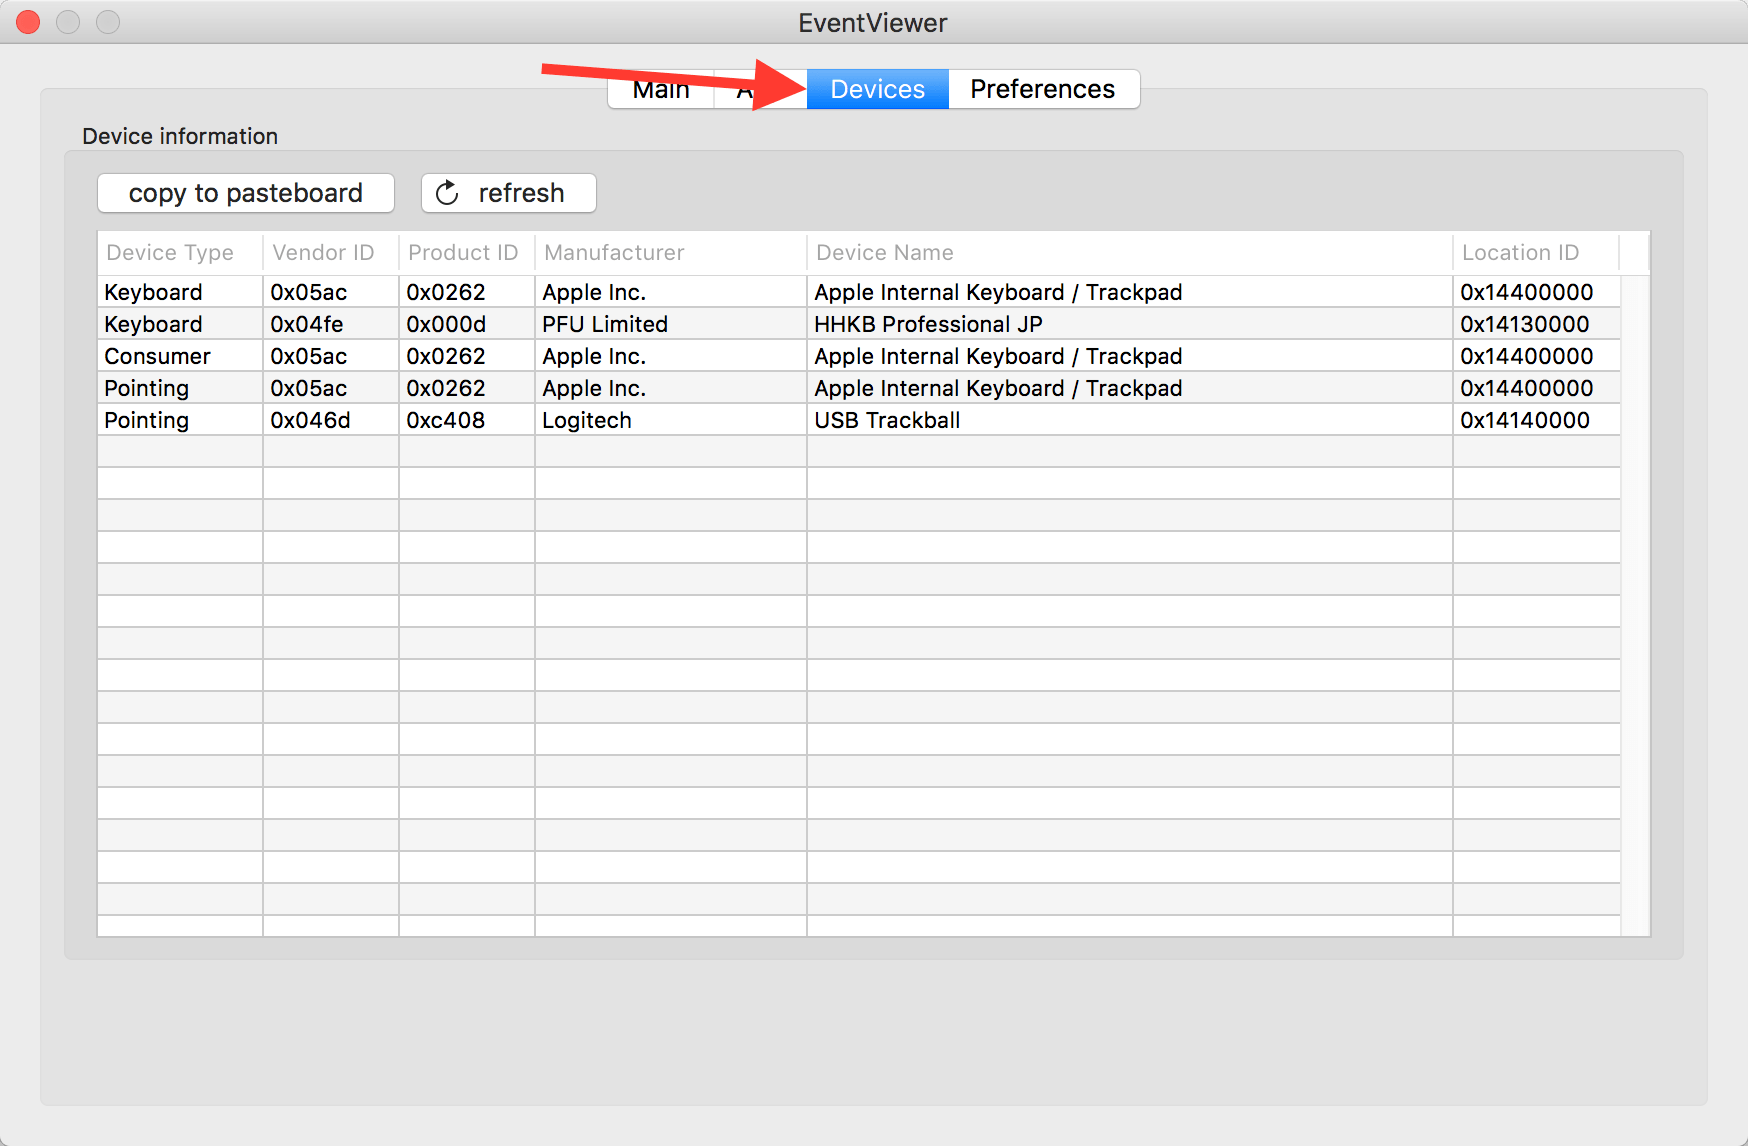 EventViewer
Main Devices Preferences
Device information
copy to pasteboard refresh
Device Type Vendor ID Product ID Manufacturer Device Name Location ID
Keyboard 0x05ac 0x0262 Apple Inc. Apple Internal Keyboard / Trackpad 0x14400000
Keyboard 0x04fe 0x000d PFU Limited HHKB Professional JP 0x14130000
Consumer 0x05ac 0x0262 Apple Inc. Apple Internal Keyboard / Trackpad 0x14400000
Pointing 0x05ac 0x0262 Apple Inc. Apple Internal Keyboard / Trackpad 0x14400000
Pointing 0x046d 0xc408 Logitech USB Trackball 0x14140000